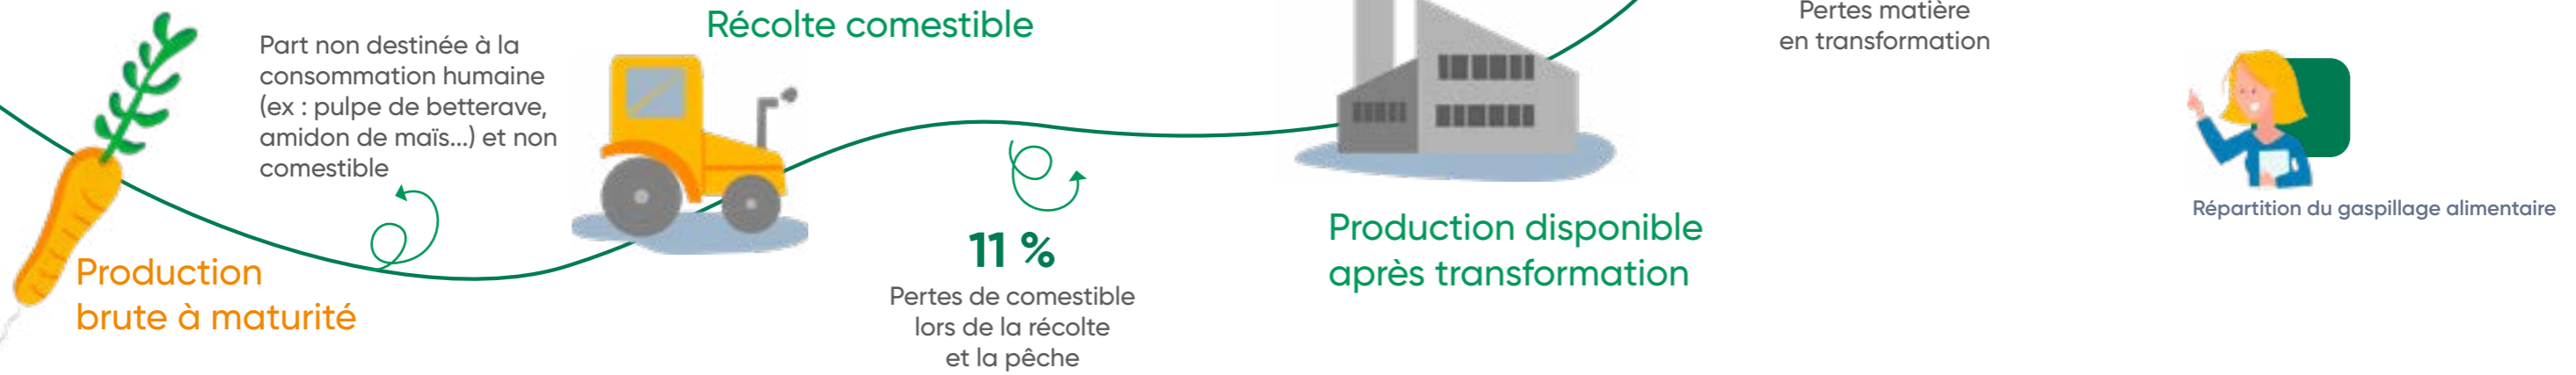 Récolte comestible
Part non destinée à la
consommation humaine
(ex : pulpe de betterave,
amidon de maïs...) et non
comestible
Production
brute à maturité
11 %
Pertes de comestible
lors de la récolte
et la pêche
Production disponible
après transformation
Pertes matière
en transformation
Répartition du gaspillage alimentaire